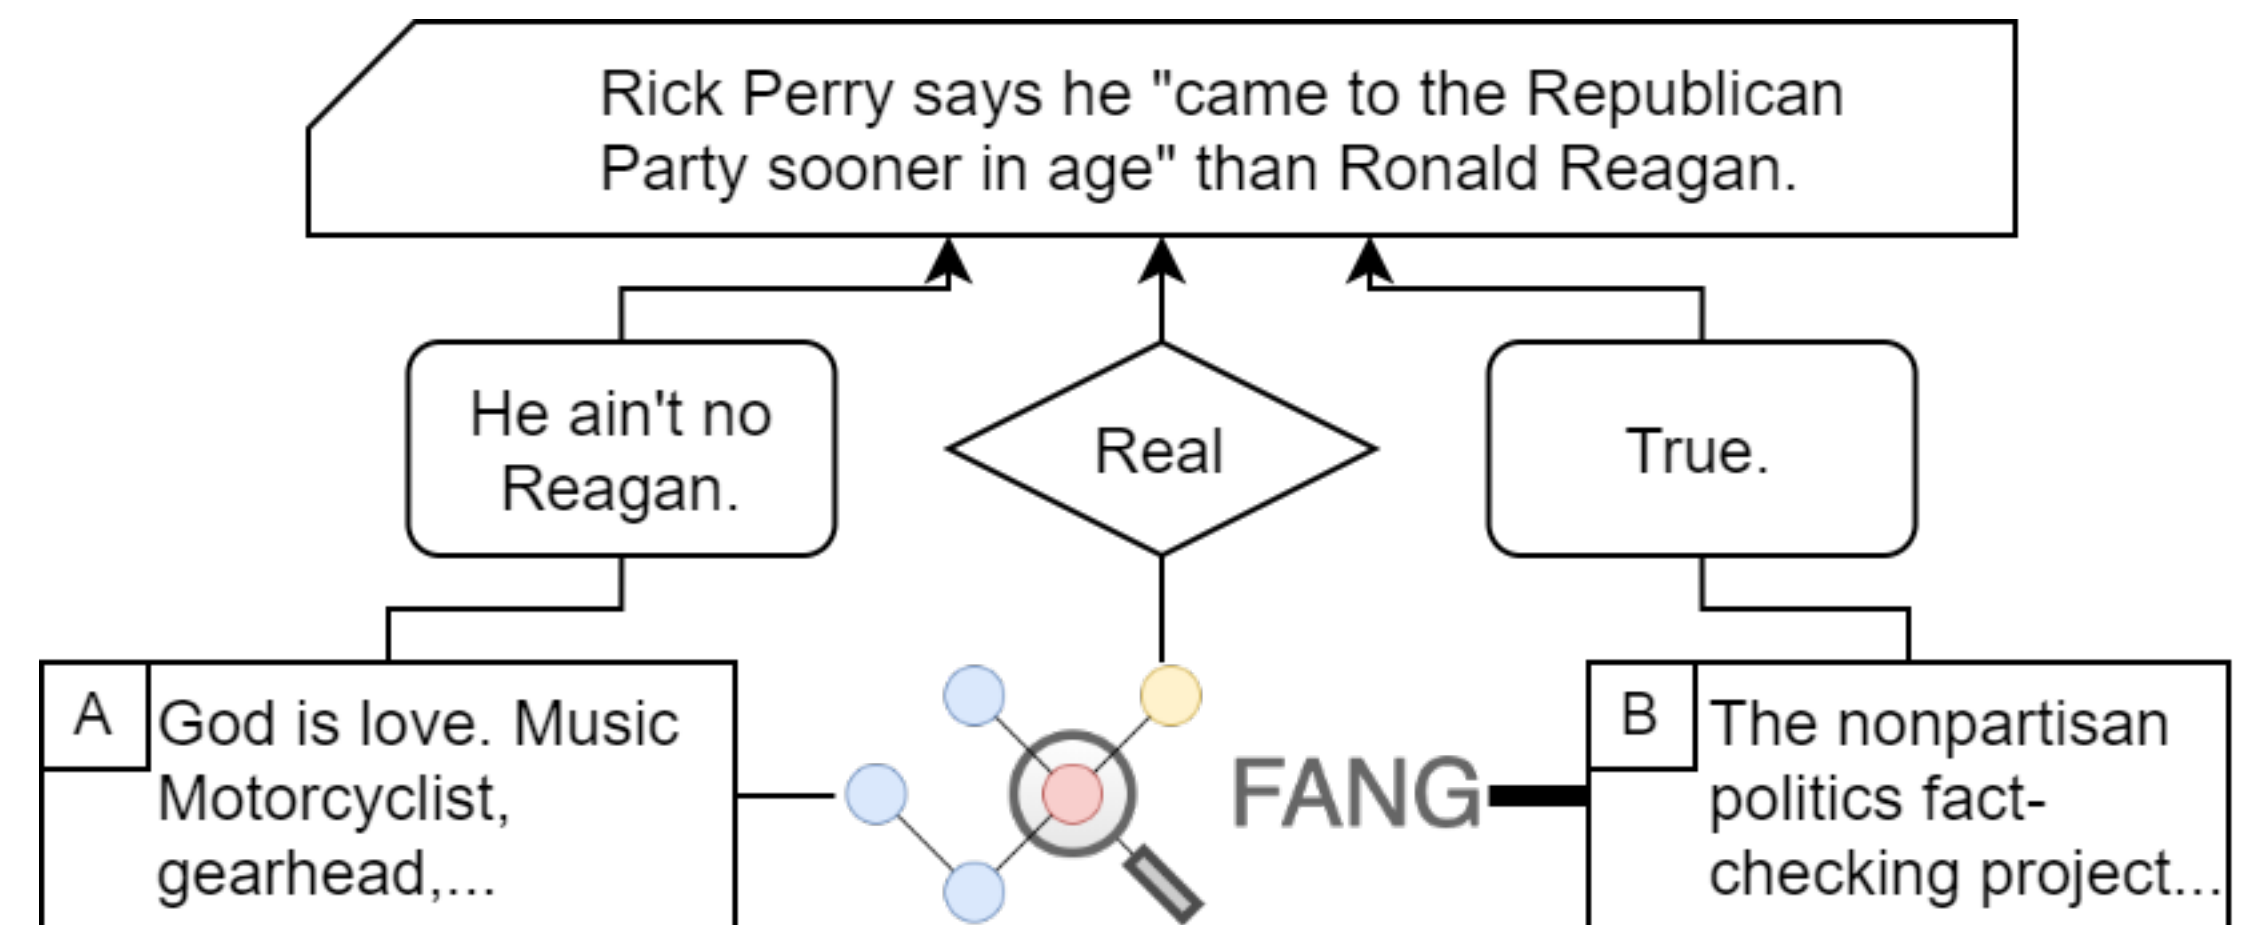 Rick Perry says he "came to the Republican
Party sooner in age" than Ronald Reagan.
He ain't no
Reagan.
Real
True.
A
God is love. Music
Motorcyclist,
gearhead,...
FANG
B
The nonpartisan
politics fact-
checking project...